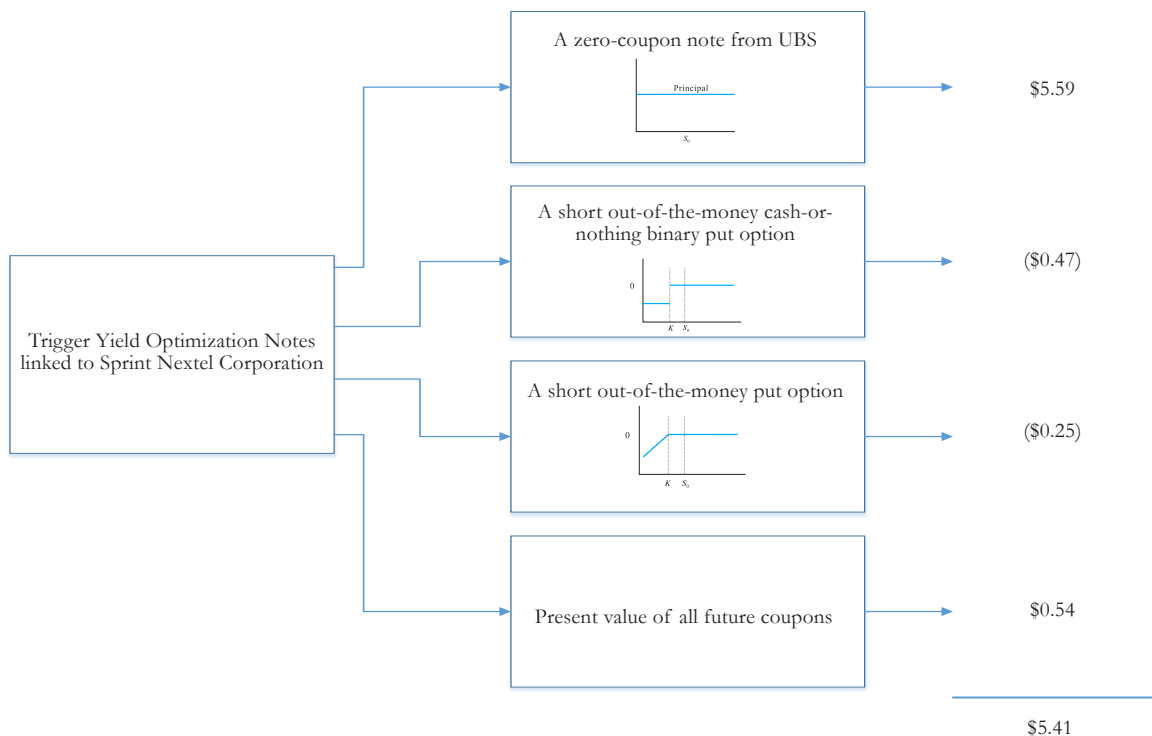 A zero-coupon note from UBS
Principal
S₀
$5.59
A short out-of-the-money cash-or-
nothing binary put option
0
K
S₀
($0.47)
Trigger Yield Optimization Notes
linked to Sprint Nextel Corporation
A short out-of-the-money put option
0
K
S₀
($0.25)
Present value of all future coupons
$0.54
$5.41